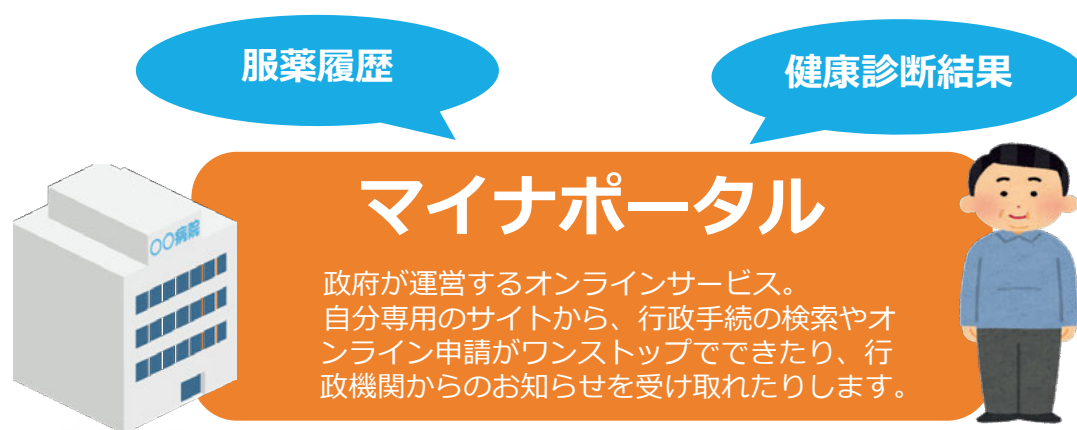 服薬履歴
健康診断結果
マイナポータル
〇〇病院
政府が運営するオンラインサービス。
自分専用のサイトから、行政手続の検索やオ
ンライン申請がワンストップでできたり、行
政機関からのお知らせを受け取れたりします。